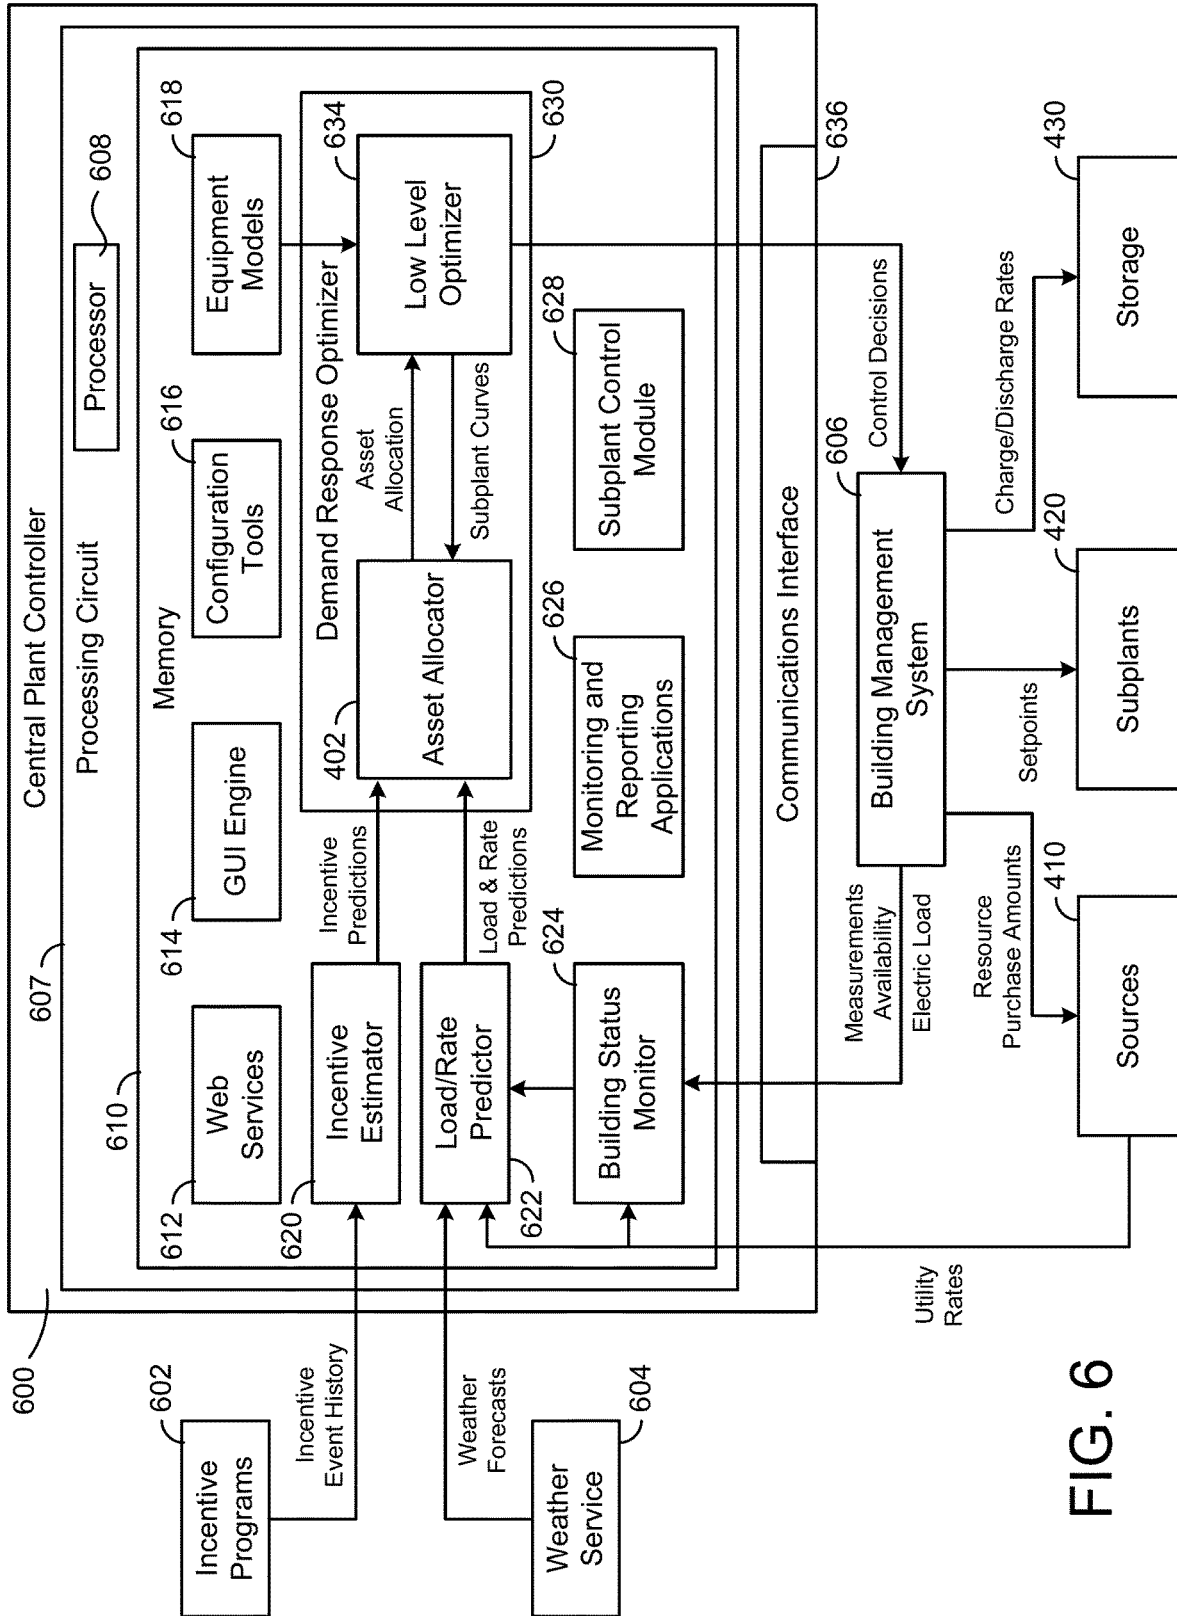 600
607
Central Plant Controller
Processing Circuit
Processor
608
610
Memory
612
Web
Services
614
GUI Engine
616
Configuration
Tools
618
Equipment
Models
602
Incentive
Programs
Incentive
Event History
620
Incentive
Estimator
Incentive
Predictions
Demand Response Optimizer
630
402
Asset Allocator
Asset
Allocation
Subplant Curves
634
Low Level
Optimizer
Weather
Forecasts
604
Weather
Service
622
Load/Rate
Predictor
Load & Rate
Predictions
624
Building Status
Monitor
626
Monitoring and
Reporting
Applications
628
Subplant Control
Module
Communications Interface
636
Measurements
Availability
Electric Load
606
Building Management
System
Control Decisions
Utility
Rates
Resource
Purchase Amounts
Setpoints
Charge/Discharge Rates
410
Sources
420
Subplants
430
Storage
FIG. 6